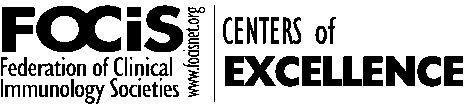 FOCiS
Federation of Clinical
Immunology Societies
www.focisnet.org
CENTERS of
EXCELLENCE